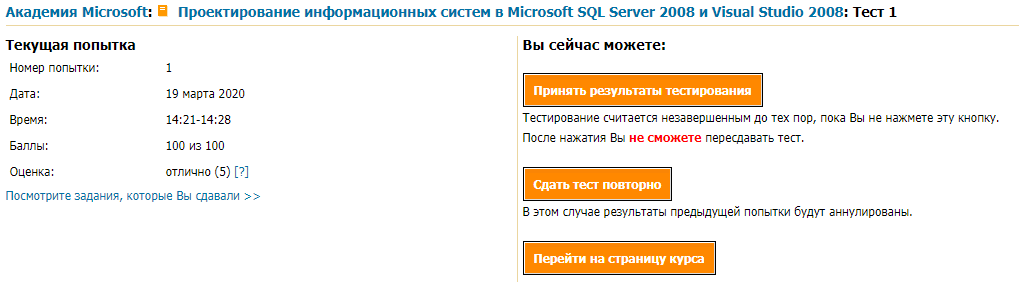 Академия Microsoft: Проектирование информационных систем в Microsoft SQL Server 2008 и Visual Studio 2008: Тест 1
Текущая попытка
Номер попытки: 1
Дата: 19 марта 2020
Время: 14:21-14:28
Баллы: 100 из 100
Оценка: отлично (5) [?]
Посмотрите задания, которые Вы сдавали >>
Вы сейчас можете:
Принять результаты тестирования
Тестирование считается незавершенным до тех пор, пока Вы не нажмете эту кнопку.
После нажатия Вы не сможете пересдавать тест.
Сдать тест повторно
В этом случае результаты предыдущей попытки будут аннулированы.
Перейти на страницу курса